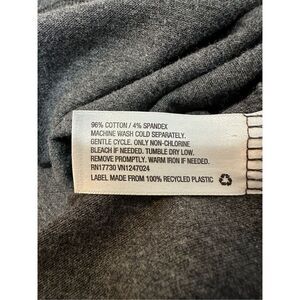 96% COTTON / 4% SPANDEX
MACHINE WASH COLD SEPARATELY.
GENTLE CYCLE. ONLY NON-CHLORINE
BLEACH IF NEEDED. TUMBLE DRY LOW.
REMOVE PROMPTLY. WARM IRON IF NEEDED.
RN17730 VN1247024
LABEL MADE FROM 100% RECYCLED PLASTIC